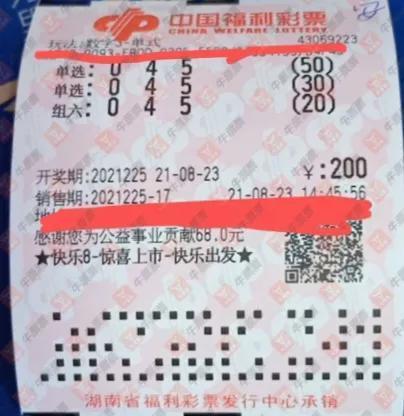 中国福利彩票
CHINA WELFARE LOTTERY
玩法:数字3-单式 43059223
单选:0 4 5 (50)
单选:0 4 5 (30)
组六:0 4 5 (20)
开奖期:2021225 21-08-23 ¥:200
销售期:2021225-17 21-08-23 14:45:56
感谢您为公益事业贡献68.0元
★快乐8-惊喜上市-快乐出发★
湖南省福利彩票发行中心承销